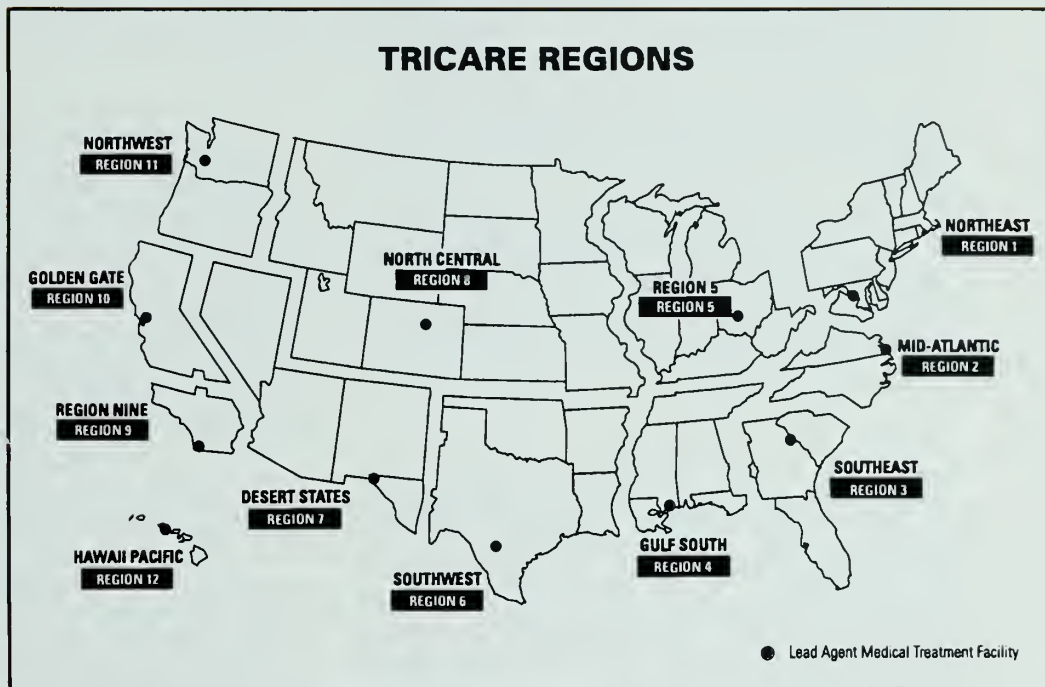 TRICARE REGIONS
NORTHWEST
REGION 11
NORTHEAST
REGION 1
NORTH CENTRAL
REGION 8
GOLDEN GATE
REGION 10
REGION 5
REGION 5
MID-ATLANTIC
REGION 2
REGION NINE
REGION 9
SOUTHEAST
REGION 3
DESERT STATES
REGION 7
GULF SOUTH
REGION 4
HAWAII PACIFIC
REGION 12
SOUTHWEST
REGION 6
Lead Agent Medical Treatment Facility